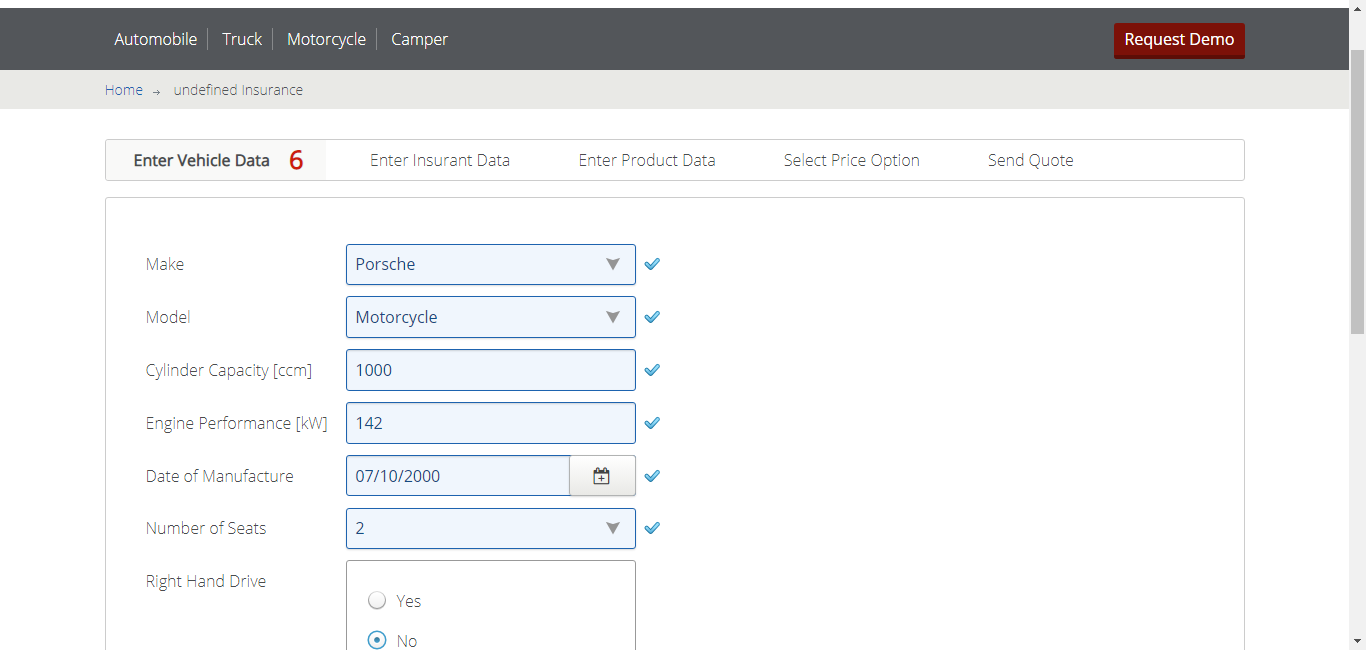 Automobile Truck Motorcycle Camper Request Demo
Home → undefined Insurance
Enter Vehicle Data 6 Enter Insurant Data Enter Product Data Select Price Option Send Quote
Make Porsche
Model Motorcycle
Cylinder Capacity [ccm] 1000
Engine Performance [kW] 142
Date of Manufacture 07/10/2000
Number of Seats 2
Right Hand Drive
Yes
No